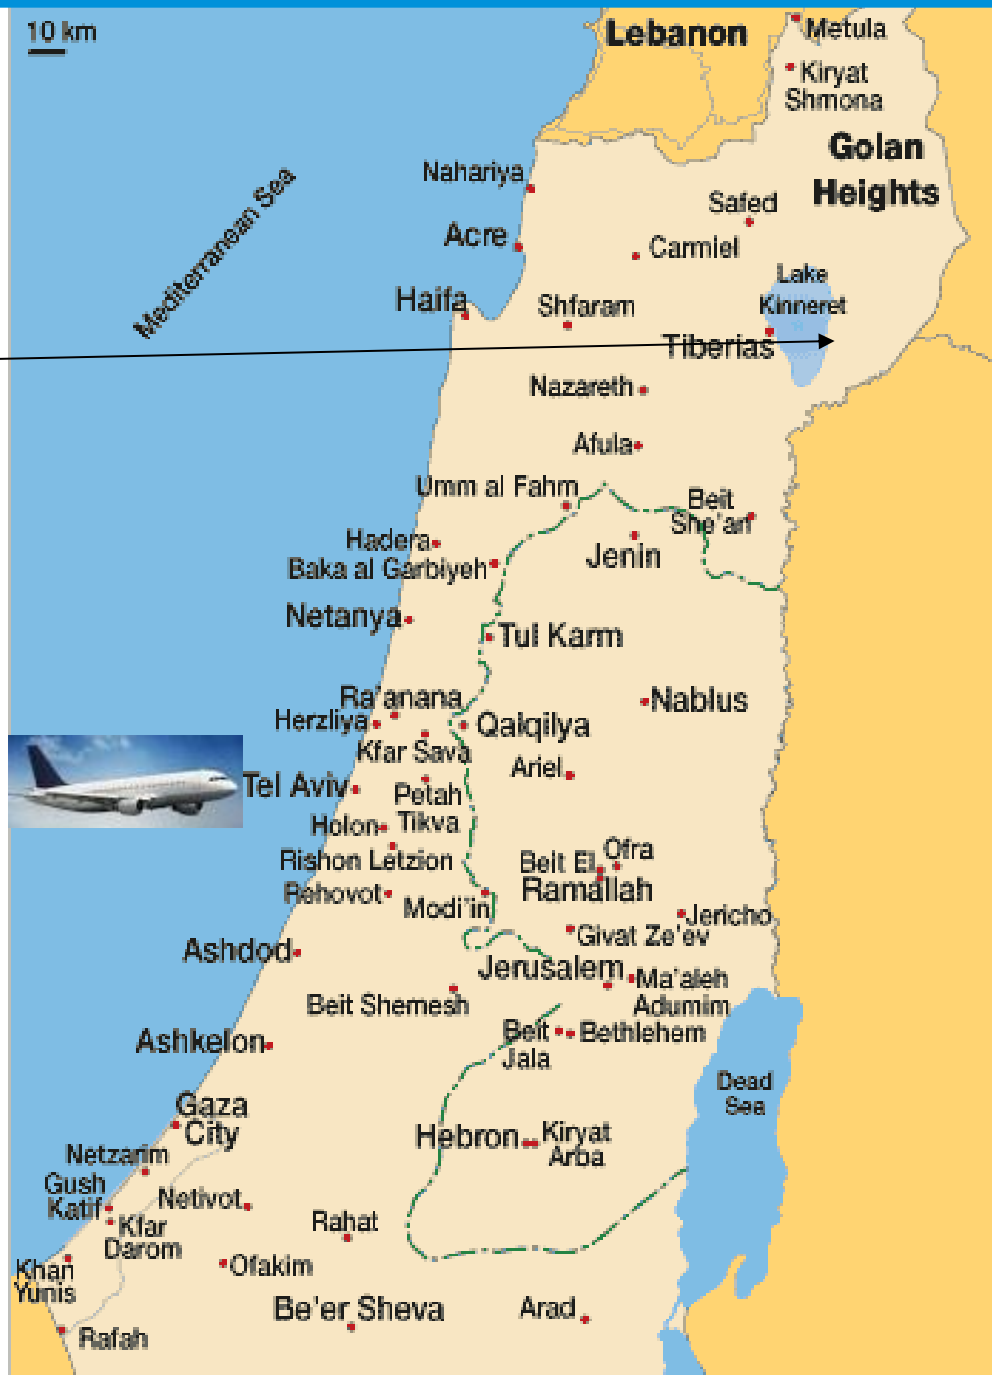 10 km
Lebanon
Metula
Kiryat
Shmona
Golan
Heights
Nahariya
Mediterranean Sea
Safed
Acre
Carmiel
Lake
Kinneret
Haifa
Shfaram
Tiberias
Nazareth
Afula
Umm al Fahm
Beit
She'an
Hadera
Jenin
Baka al Garbiyeh
Netanya
Tul Karm
Ra'anana
Nablus
Herzliya
Qalqilya
Kfar Sava
Ariel
Tel Aviv
Petah
Tikva
Holon
Rishon Letzion
Beit El
Ofra
Ramallah
Rehovot
Modi'in
Jericho
Givat Ze'ev
Ashdod
Jerusalem
Ma'aleh
Adumim
Beit Shemesh
Beit
Jala
Bethlehem
Ashkelon
Dead
Sea
Gaza
City
Hebron
Kiryat
Arba
Netzarim
Gush
Katif
Netivot
Kfar
Darom
Rahat
Khan
Yunis
Ofakim
Be'er Sheva
Arad
Rafah